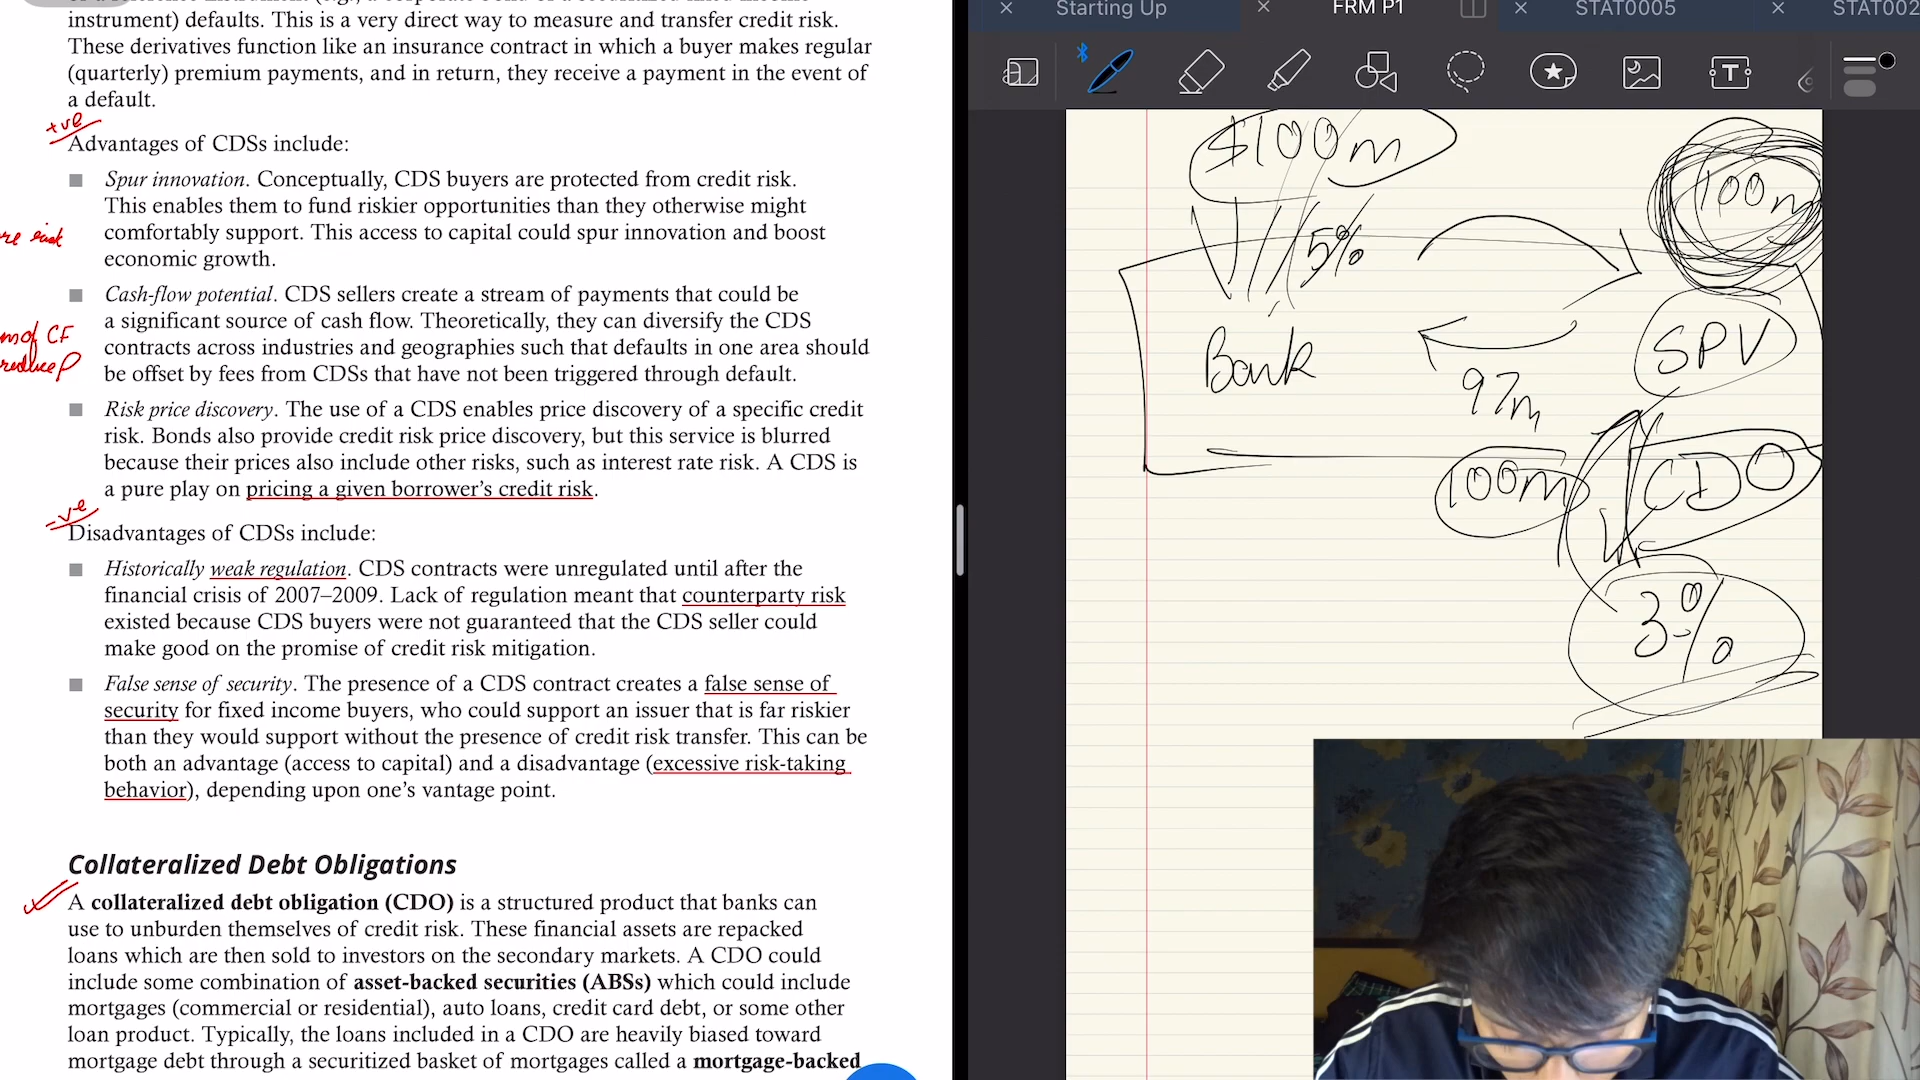 instrument) defaults. This is a very direct way to measure and transfer credit risk.
These derivatives function like an insurance contract in which a buyer makes regular
(quarterly) premium payments, and in return, they receive a payment in the event of
a default.
+ve
Advantages of CDSs include:
Spur innovation. Conceptually, CDS buyers are protected from credit risk.
This enables them to fund riskier opportunities than they otherwise might
comfortably support. This access to capital could spur innovation and boost
economic growth.
Cash-flow potential. CDS sellers create a stream of payments that could be
a significant source of cash flow. Theoretically, they can diversify the CDS
contracts across industries and geographies such that defaults in one area should
be offset by fees from CDSs that have not been triggered through default.
of CF
reduce
Risk price discovery. The use of a CDS enables price discovery of a specific credit
risk. Bonds also provide credit risk price discovery, but this service is blurred
because their prices also include other risks, such as interest rate risk. A CDS is
a pure play on pricing a given borrower's credit risk.
-ve
Disadvantages of CDSs include:
Historically weak regulation. CDS contracts were unregulated until after the
financial crisis of 2007–2009. Lack of regulation meant that counterparty risk
existed because CDS buyers were not guaranteed that the CDS seller could
make good on the promise of credit risk mitigation.
False sense of security. The presence of a CDS contract creates a false sense of
security for fixed income buyers, who could support an issuer that is far riskier
than they would support without the presence of credit risk transfer. This can be
both an advantage (access to capital) and a disadvantage (excessive risk-taking
behavior), depending upon one's vantage point.
Collateralized Debt Obligations
A collateralized debt obligation (CDO) is a structured product that banks can
use to unburden themselves of credit risk. These financial assets are repacked
loans which are then sold to investors on the secondary markets. A CDO could
include some combination of asset-backed securities (ABSs) which could include
mortgages (commercial or residential), auto loans, credit card debt, or some other
loan product. Typically, the loans included in a CDO are heavily biased toward
mortgage debt through a securitized basket of mortgages called a mortgage-backed
Starting Up
FRM P1
STAT0005
STAT002
T
$100m
100m
5%
SPV
Bank
97m
100m
CDO
3%